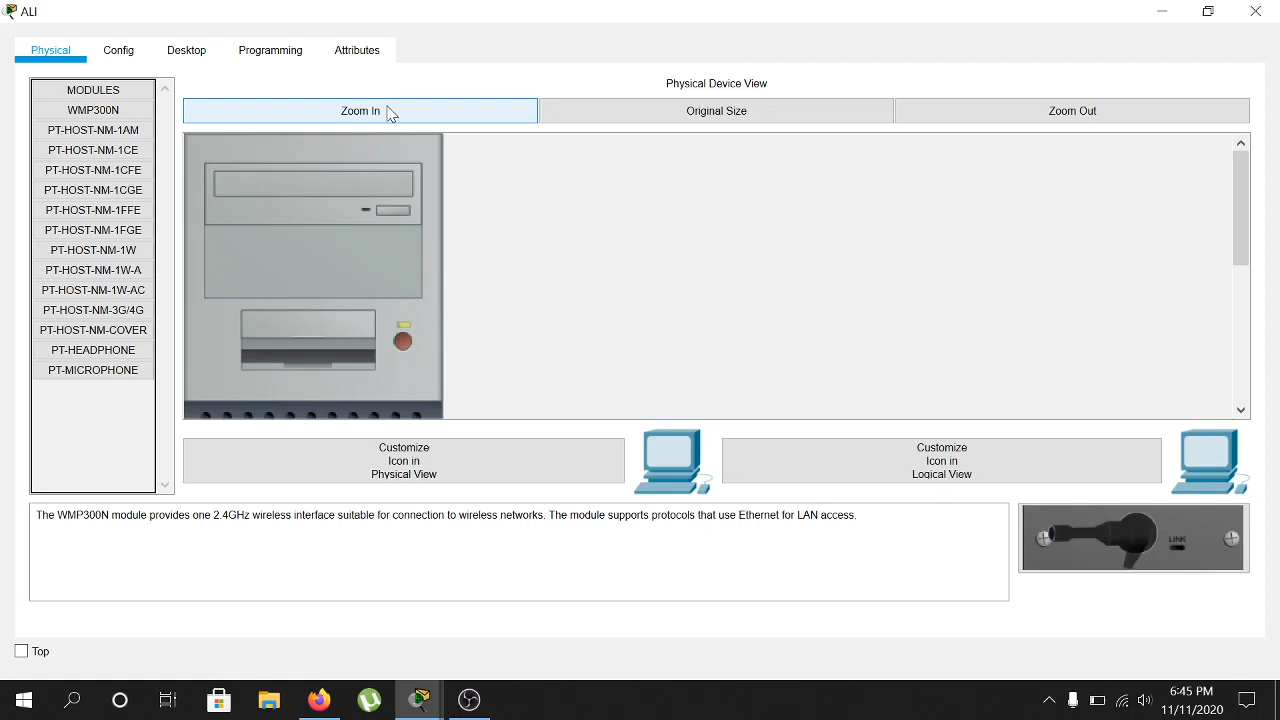 ALI
Physical
Config
Desktop
Programming
Attributes
MODULES
WMP300N
PT-HOST-NM-1AM
PT-HOST-NM-1CE
PT-HOST-NM-1CFE
PT-HOST-NM-1CGE
PT-HOST-NM-1FFE
PT-HOST-NM-1FGE
PT-HOST-NM-1W
PT-HOST-NM-1W-A
PT-HOST-NM-1W-AC
PT-HOST-NM-3G/4G
PT-HOST-NM-COVER
PT-HEADPHONE
PT-MICROPHONE
Physical Device View
Zoom In
Original Size
Zoom Out
Customize
Icon in
Physical View
Customize
Icon in
Logical View
The WMP300N module provides one 2.4GHz wireless interface suitable for connection to wireless networks. The module supports protocols that use Ethernet for LAN access.
LINK
Top
6:45 PM
11/11/2020